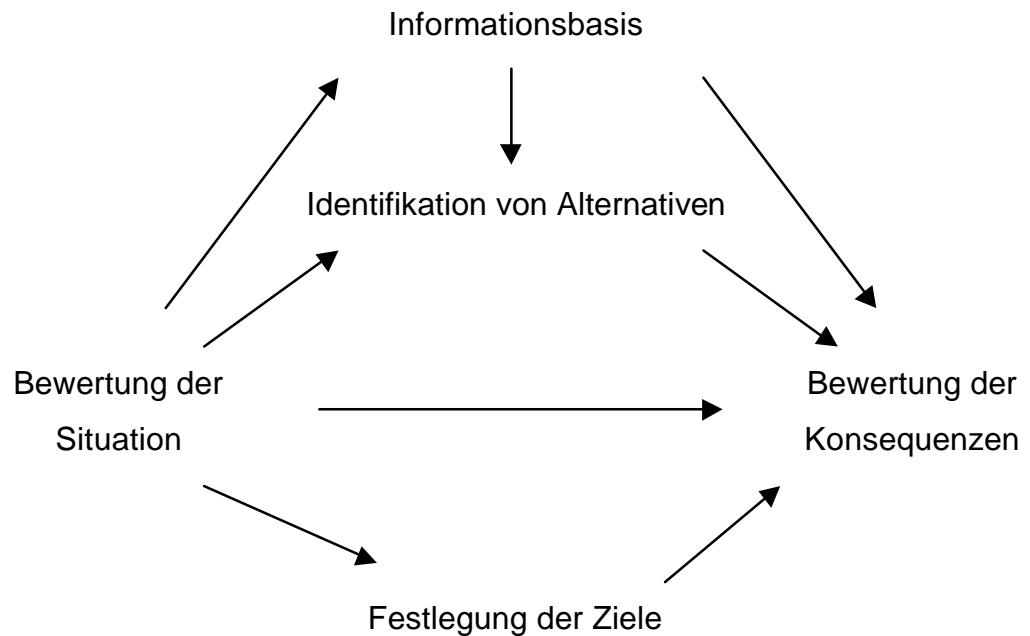 Informationsbasis
Identifikation von Alternativen
Bewertung der
Situation
Bewertung der
Konsequenzen
Festlegung der Ziele